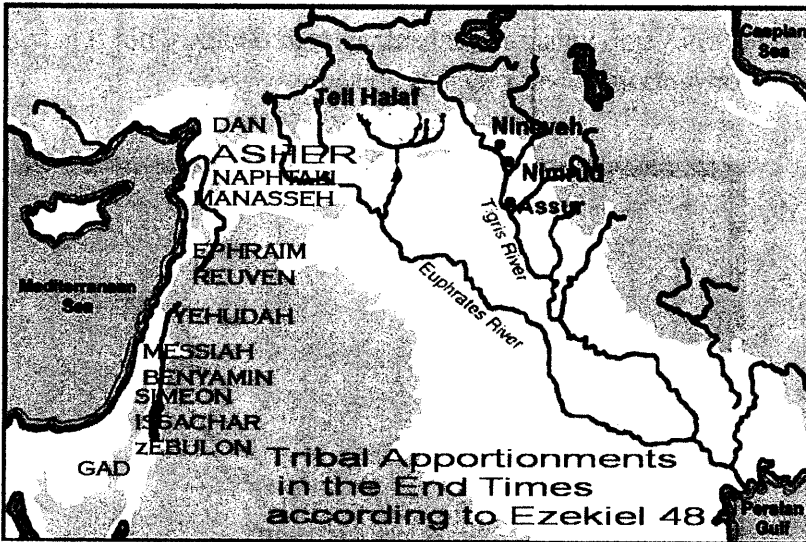 Caspian
Sea
Tell Halaf
DAN
Nineveh
ASHER
Nimrud
NAPHTALI
MANASSEH
Assur
Tigris River
EPHRAIM
REUVEN
Mediterranean
Sea
Euphrates River
YEHUDAH
MESSIAH
BENYAMIN
SIMEON
ISSACHAR
zEBULON
GAD
Tribal Apportionments
in the End Times
according to Ezekiel 48
Persian
Gulf